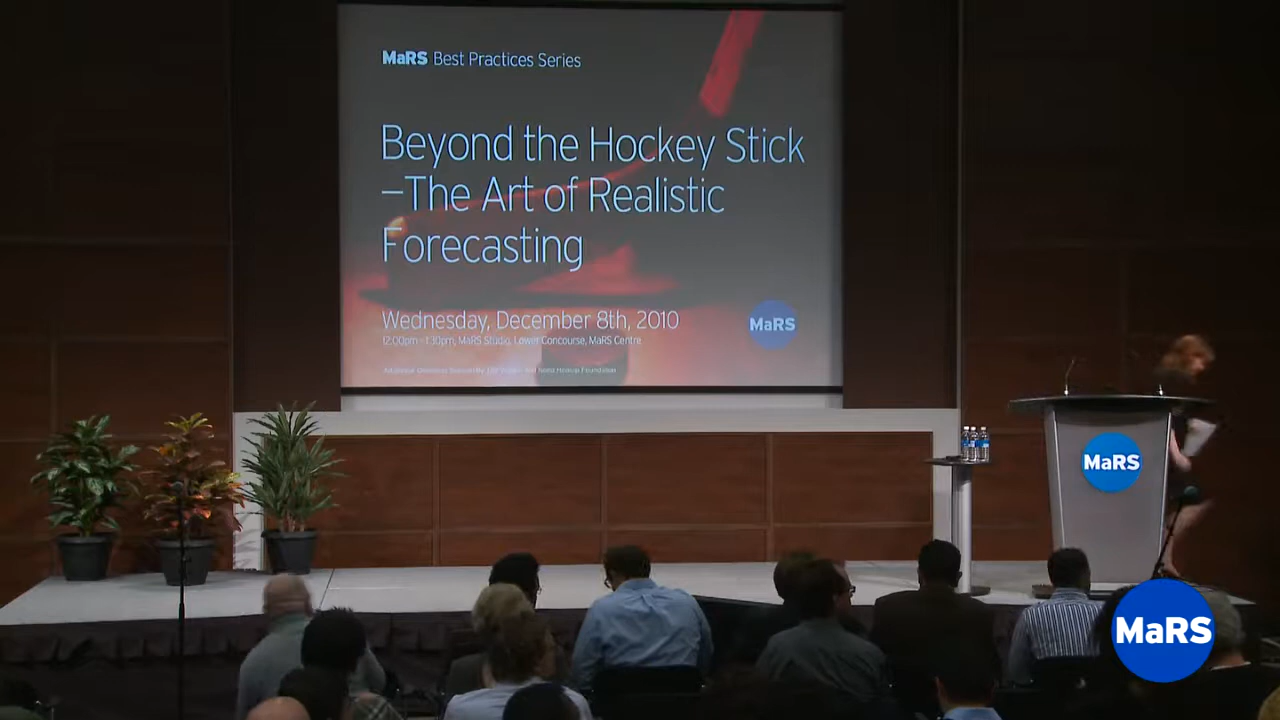 MaRS Best Practices Series
Beyond the Hockey Stick
–The Art of Realistic
Forecasting
Wednesday, December 8th, 2010
12:00pm – 1:30pm, MaRS Studio, Lower Concourse, MaRS Centre
MaRS
MaRS
MaRS